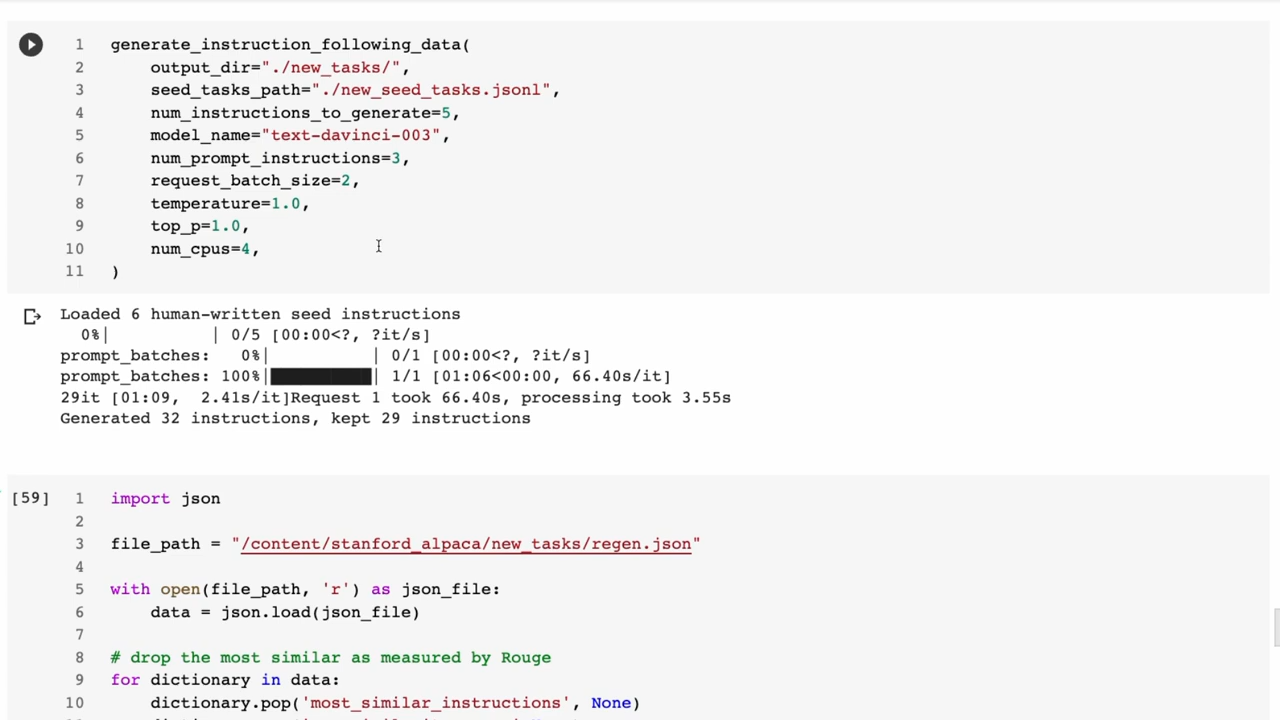 1 generate_instruction_following_data(
2 output_dir="./new_tasks/",
3 seed_tasks_path="./new_seed_tasks.jsonl",
4 num_instructions_to_generate=5,
5 model_name="text-davinci-003",
6 num_prompt_instructions=3,
7 request_batch_size=2,
8 temperature=1.0,
9 top_p=1.0,
10 num_cpus=4,
11 )
Loaded 6 human-written seed instructions
0%| | 0/5 [00:00<?, ?it/s]
prompt_batches: 0%| | 0/1 [00:00<?, ?it/s]
prompt_batches: 100%|██████████| 1/1 [01:06<00:00, 66.40s/it]
29it [01:09, 2.41s/it]Request 1 took 66.40s, processing took 3.55s
Generated 32 instructions, kept 29 instructions
[59] 1 import json
2
3 file_path = "/content/stanford_alpaca/new_tasks/regen.json"
4
5 with open(file_path, 'r') as json_file:
6 data = json.load(json_file)
7
8 # drop the most similar as measured by Rouge
9 for dictionary in data:
10 dictionary.pop('most_similar_instructions', None)